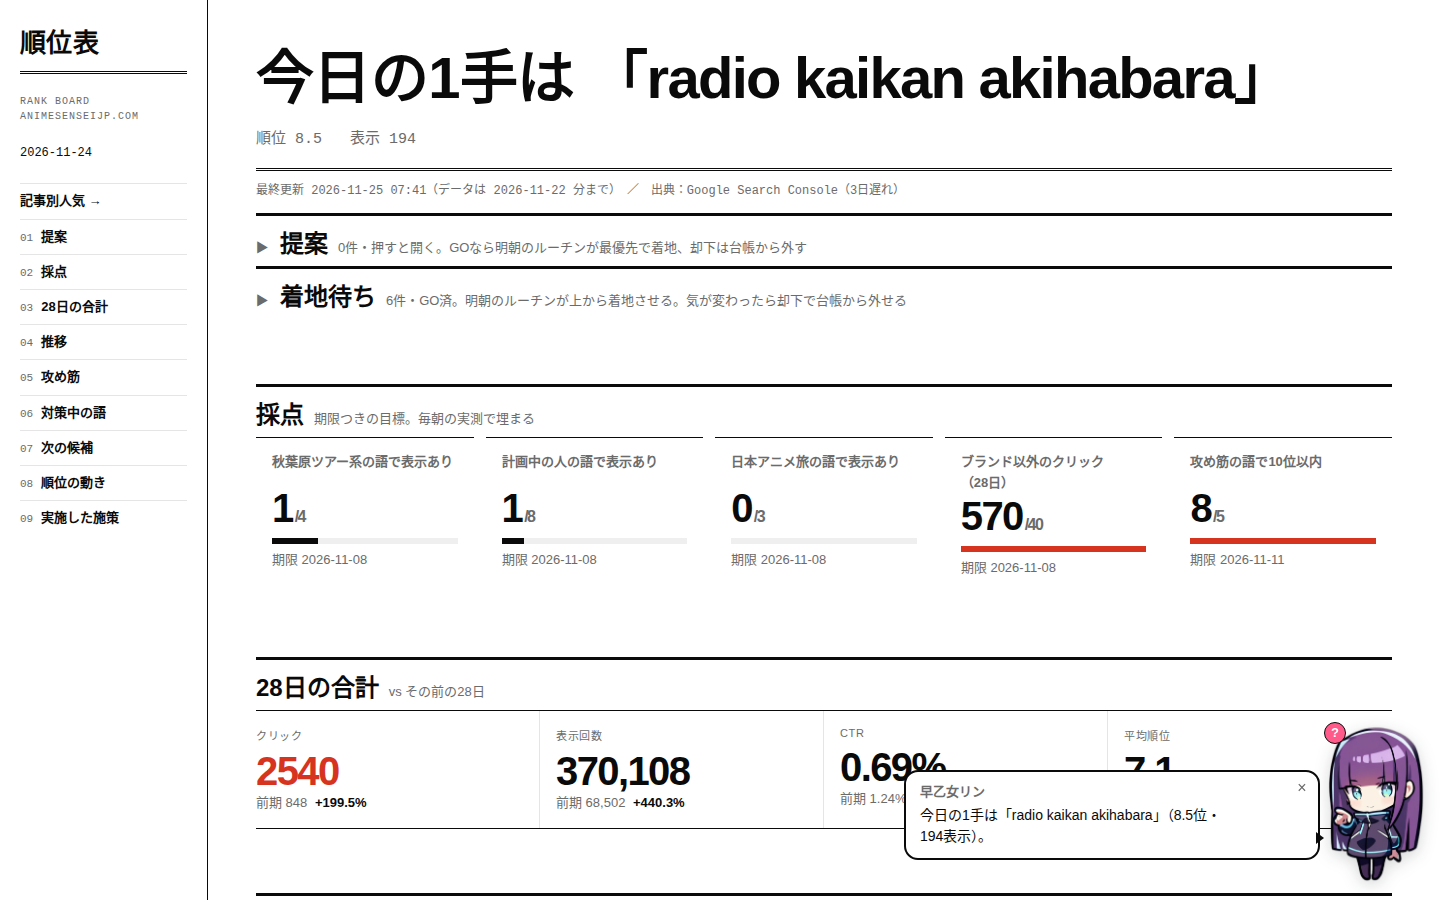 順位表
RANK BOARD
ANIMESENSEIJP.COM
2026-11-24
記事別人気 →
01 提案
02 採点
03 28日の合計
04 推移
05 攻め筋
06 対策中の語
07 次の候補
08 順位の動き
09 実施した施策
今日の1手は 「radio kaikan akihabara」
順位 8.5 表示 194
最終更新 2026-11-25 07:41（データは 2026-11-22 分まで） ／ 出典：Google Search Console（3日遅れ）
▶ 提案 0件・押すと開く。GOなら明朝のルーチンが最優先で着地、却下は台帳から外す
▶ 着地待ち 6件・GO済。明朝のルーチンが上から着地させる。気が変わったら却下で台帳から外せる
採点 期限つきの目標。毎朝の実測で埋まる
秋葉原ツアー系の語で表示あり
1/4
期限 2026-11-08
計画中の人の語で表示あり
1/8
期限 2026-11-08
日本アニメ旅の語で表示あり
0/3
期限 2026-11-08
ブランド以外のクリック
（28日）
570/40
期限 2026-11-08
攻め筋の語で10位以内
8/5
期限 2026-11-11
28日の合計 vs その前の28日
クリック
2540
前期 848 +199.5%
表示回数
370,108
前期 68,502 +440.3%
CTR
0.69%
前期 1.24%
平均順位
7.1
?
早乙女リン ×
今日の1手は「radio kaikan akihabara」（8.5位・
194表示）。